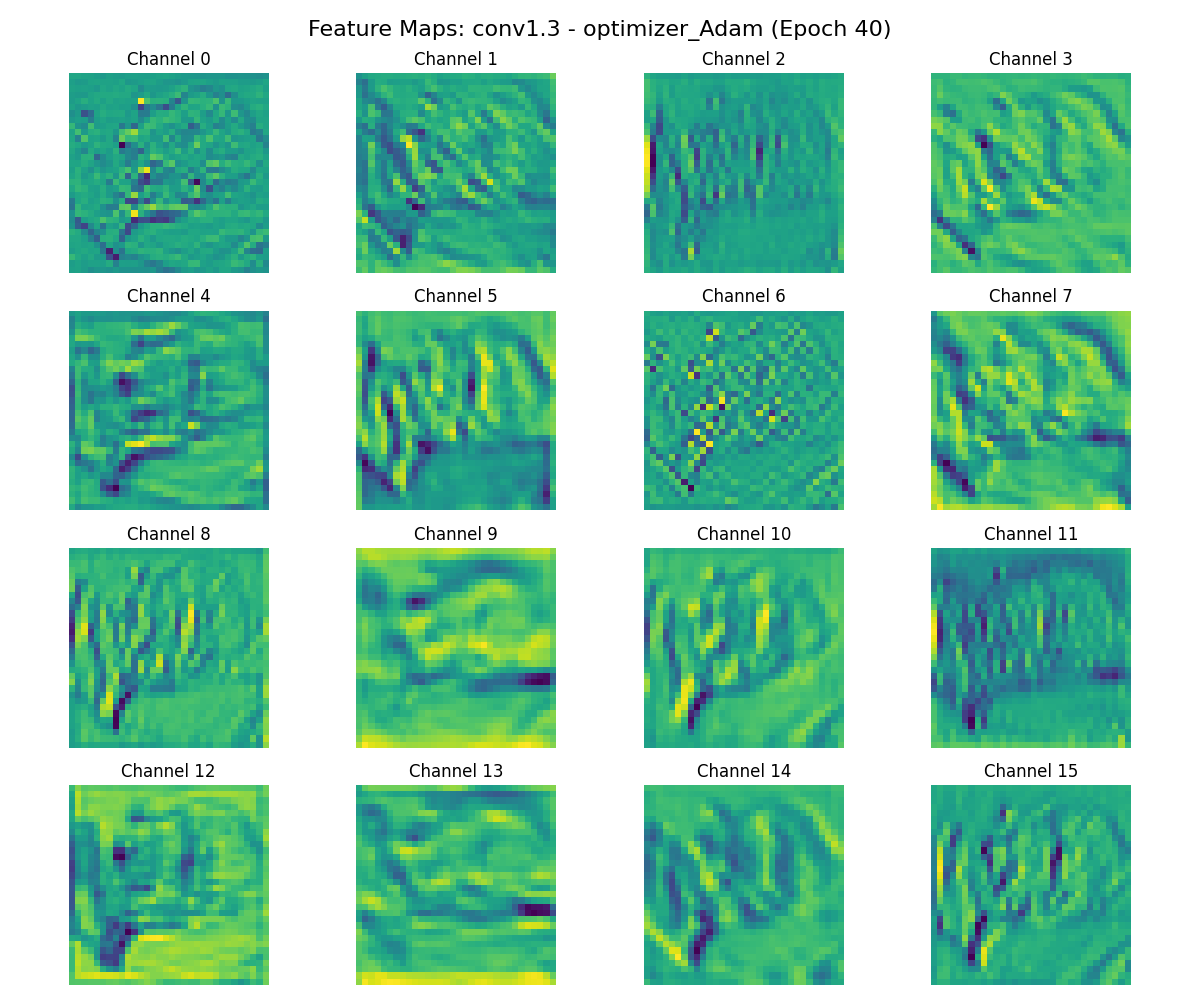 Feature Maps: conv1.3 - optimizer_Adam (Epoch 40)
Channel 0
Channel 1
Channel 2
Channel 3
Channel 4
Channel 5
Channel 6
Channel 7
Channel 8
Channel 9
Channel 10
Channel 11
Channel 12
Channel 13
Channel 14
Channel 15